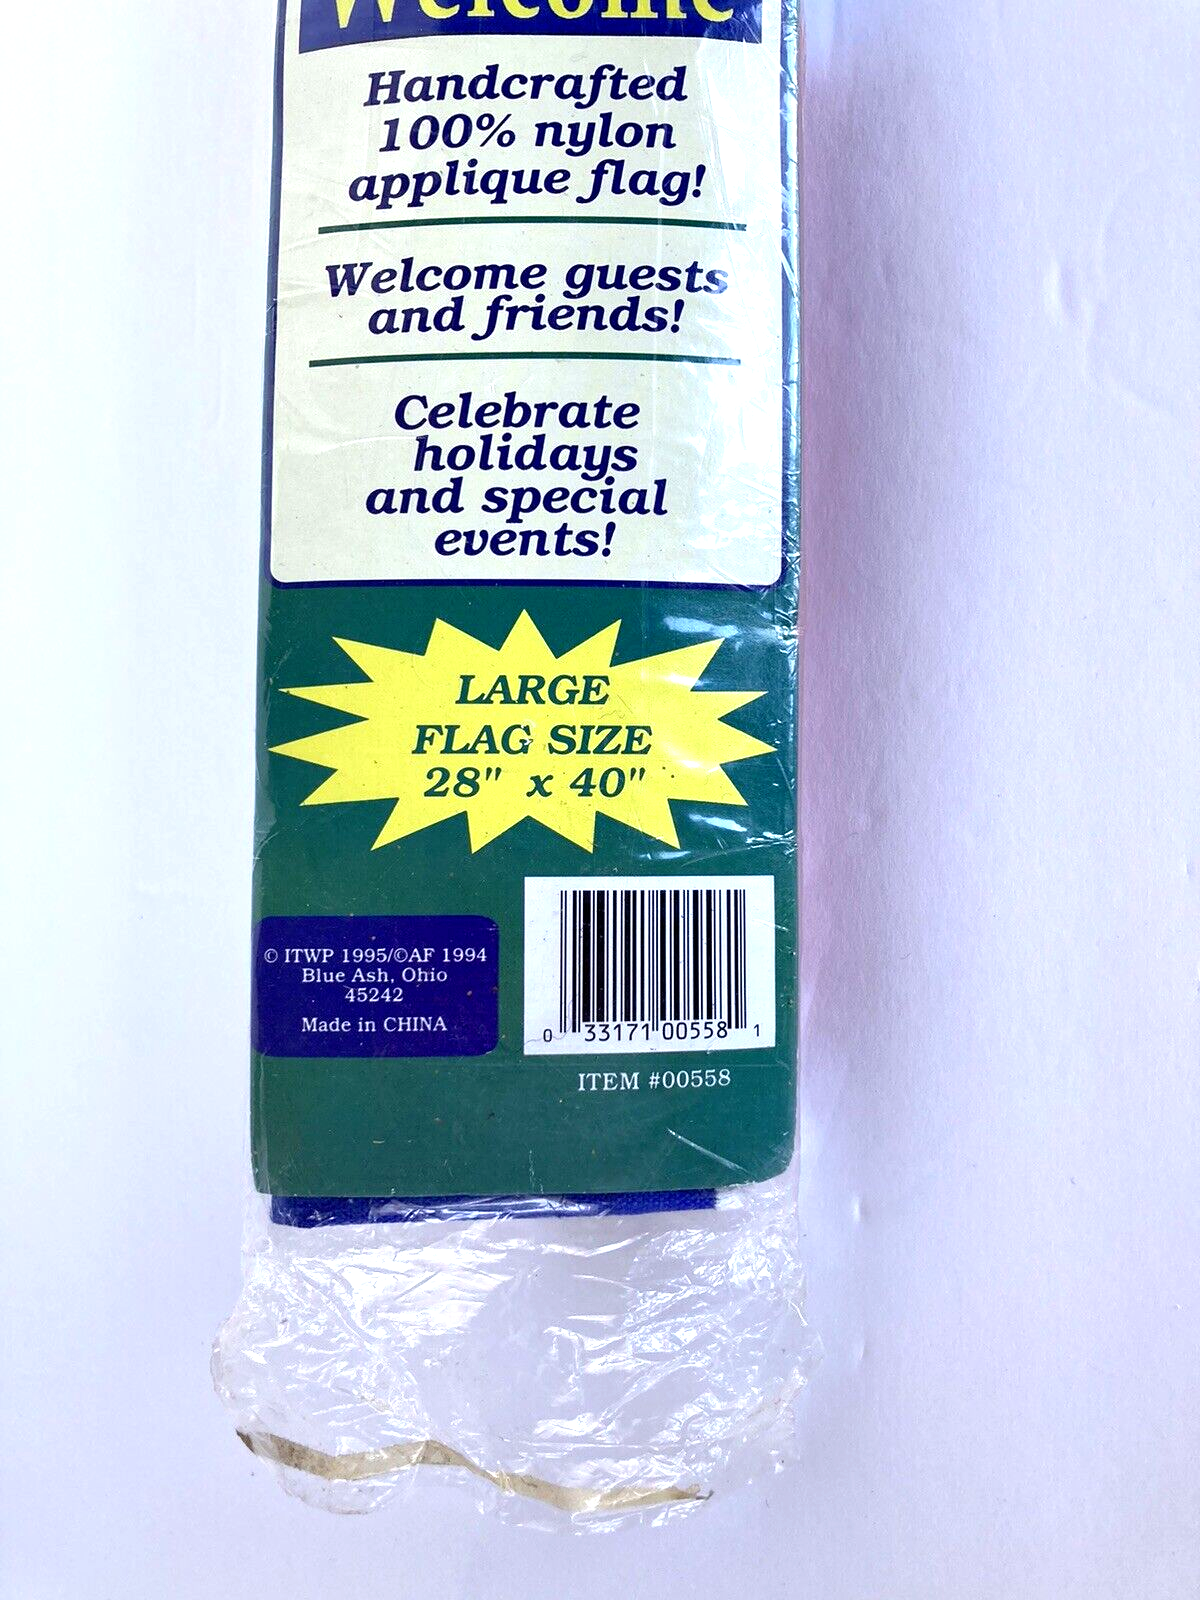 Welcome
Handcrafted
100% nylon
applique flag!
Welcome guests
and friends!
Celebrate
holidays
and special
events!
LARGE
FLAG SIZE
28" x 40"
© ITWP 1995/©AF 1994
Blue Ash, Ohio
45242
Made in CHINA
0 33171 00558 1
ITEM #00558